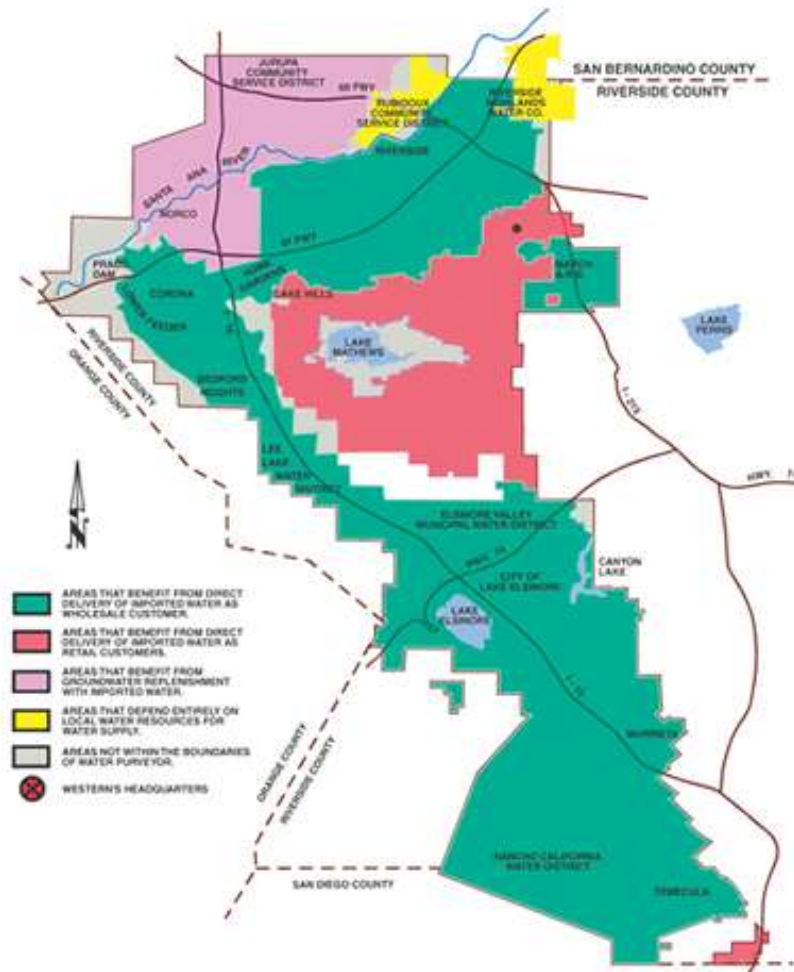 JURUPA
COMMUNITY
SERVICE DISTRICT
60 FWY
SAN BERNARDINO COUNTY
RIVERSIDE COUNTY
RUBIDOUX
COMMUNITY
SERVICE DISTRICT
RIVERSIDE
HIGHLANDS
WATER CO.
RIVERSIDE
SANTA ANA RIVER
NORCO
91 FWY
PRADO
DAM
HOME
GARDENS
MARCH
CORONA
LOWER FEEDER
LAKE HILLS
I-15
LAKE
MATHEWS
LAKE
PERRIS
RIVERSIDE COUNTY
ORANGE COUNTY
BEDFORD
HEIGHTS
I-215
LEE
LAKE
WATER
DISTRICT
HWY. 74
N
ELSINORE VALLEY
MUNICIPAL WATER DISTRICT
HWY. 74
CANYON
LAKE
CITY OF
LAKE ELSINORE
LAKE
ELSINORE
AREAS THAT BENEFIT FROM DIRECT
DELIVERY OF IMPORTED WATER AS
WHOLESALE CUSTOMER.
AREAS THAT BENEFIT FROM DIRECT
DELIVERY OF IMPORTED WATER AS
RETAIL CUSTOMERS.
AREAS THAT BENEFIT FROM
GROUNDWATER REPLENISHMENT
WITH IMPORTED WATER.
AREAS THAT DEPEND ENTIRELY ON
LOCAL WATER RESOURCES FOR
WATER SUPPLY.
AREAS NOT WITHIN THE BOUNDARIES
OF WATER PURVEYOR.
WESTERN'S HEADQUARTERS
I-15
MURRIETA
ORANGE COUNTY
RIVERSIDE COUNTY
RANCHO CALIFORNIA
WATER DISTRICT
SAN DIEGO COUNTY
TEMECULA